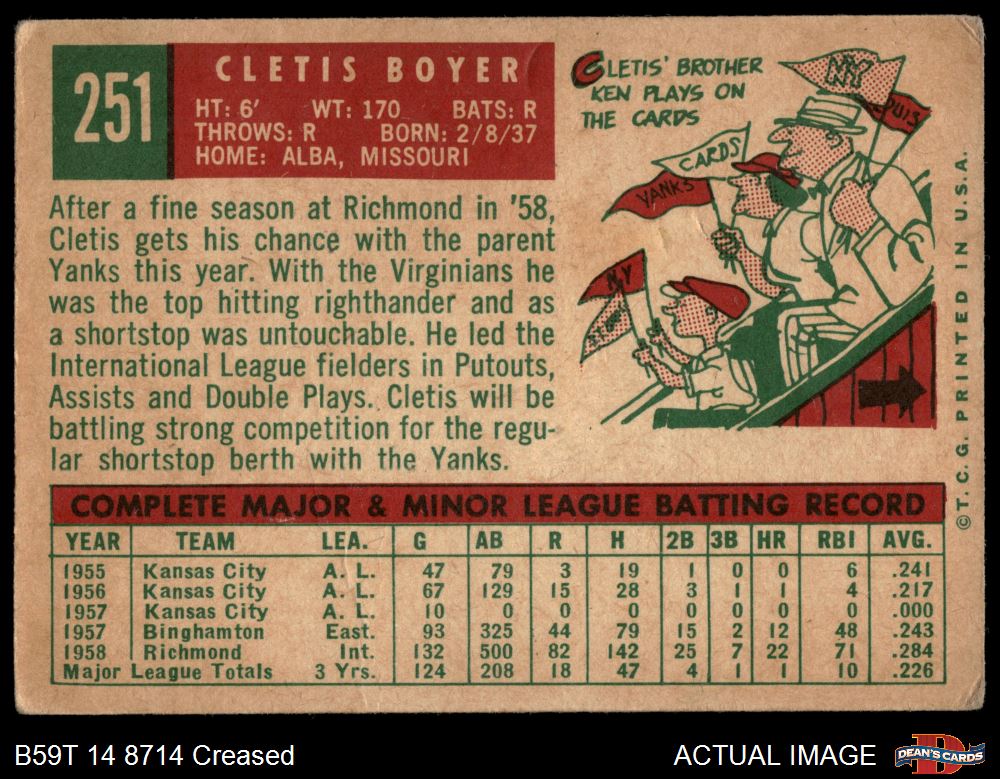 251
CLETIS BOYER
HT: 6' WT: 170 BATS: R
THROWS: R BORN: 2/8/37
HOME: ALBA, MISSOURI
After a fine season at Richmond in '58,
Cletis gets his chance with the parent
Yanks this year. With the Virginians he
was the top hitting righthander and as
a shortstop was untouchable. He led the
International League fielders in Putouts,
Assists and Double Plays. Cletis will be
battling strong competition for the regu-
lar shortstop berth with the Yanks.
CLETIS' BROTHER
KEN PLAYS ON
THE CARDS
NY
OUIS
CARDS
YANKS
N.Y
©T. C. G. PRINTED IN U.S.A.
COMPLETE MAJOR & MINOR LEAGUE BATTING RECORD
YEAR TEAM LEA. G AB R H 2B 3B HR RBI AVG.
1955 Kansas City A. L. 47 79 3 19 1 0 0 6 .241
1956 Kansas City A. L. 67 129 15 28 3 1 1 4 .217
1957 Kansas City A. L. 10 0 0 0 0 0 0 0 .000
1957 Binghamton East. 93 325 44 79 15 2 12 48 .243
1958 Richmond Int. 132 500 82 142 25 7 22 71 .284
Major League Totals 3 Yrs. 124 208 18 47 4 1 1 10 .226
B59T 14 8714 Creased
ACTUAL IMAGE
DEAN'S CARDS